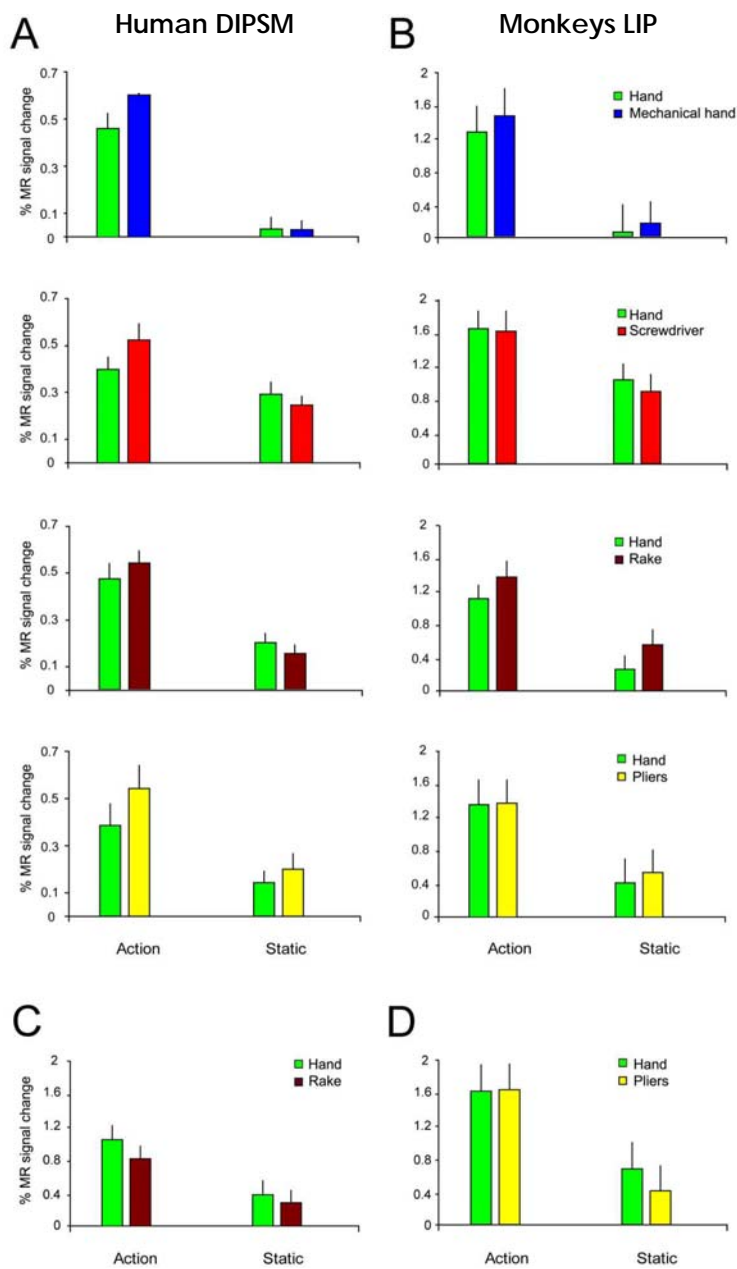 A Human DIPSM
B Monkeys LIP
% MR signal change
0.7
0.5
0.3
0.1
0
2
1.6
1.2
0.8
0.4
0
Hand
Mechanical hand
% MR signal change
0.7
0.5
0.3
0.1
0
2
1.6
1.2
0.8
0.4
0
Hand
Screwdriver
% MR signal change
0.7
0.5
0.3
0.1
0
2
1.6
1.2
0.8
0.4
0
Hand
Rake
% MR signal change
0.7
0.5
0.3
0.1
0
Action Static
2
1.6
1.2
0.8
0.4
0
Hand
Pliers
Action Static
C
% MR signal change
2
1.6
1.2
0.8
0.4
0
Hand
Rake
Action Static
D
2
1.6
1.2
0.8
0.4
0
Hand
Pliers
Action Static